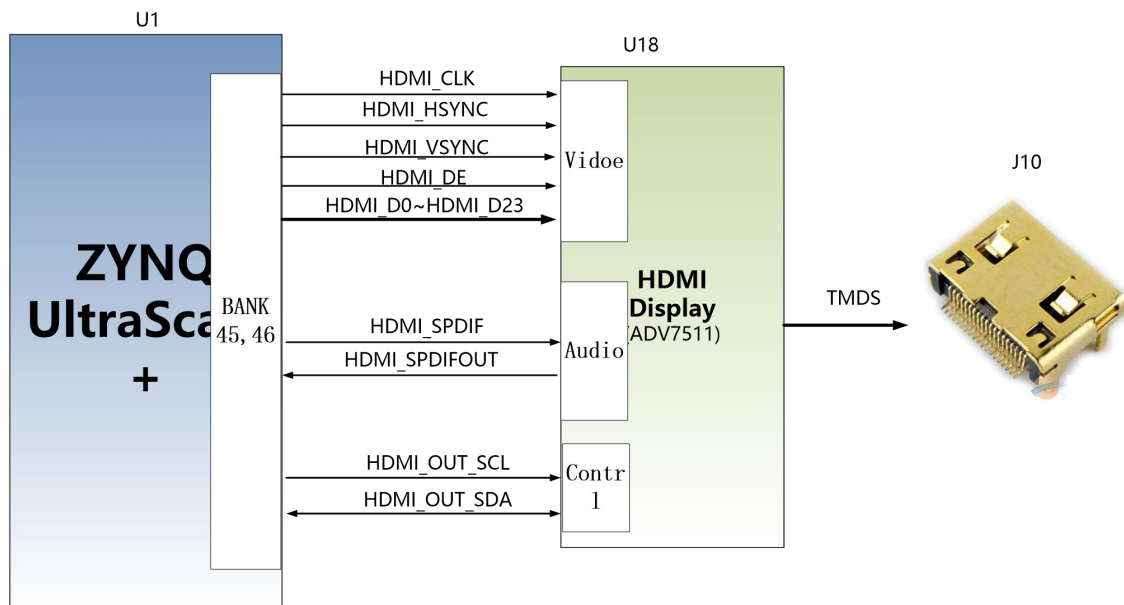 U1
U18
J10
HDMI_CLK
HDMI_HSYNC
HDMI_VSYNC
HDMI_DE
HDMI_D0~HDMI_D23
Vidoe
ZYNQ
UltraSca
+
BANK
45,46
HDMI_SPDIF
HDMI_SPDIFOUT
Audio
HDMI
Display
(ADV7511)
TMDS
HDMI_OUT_SCL
HDMI_OUT_SDA
Contr
l